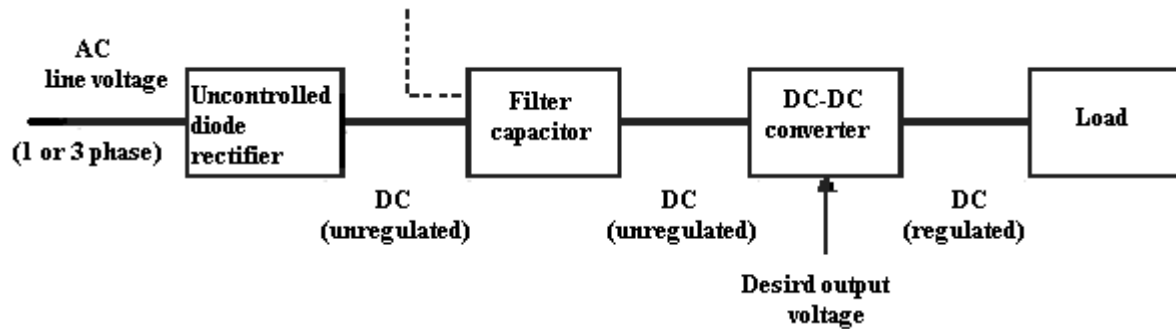 AC
line voltage
(1 or 3 phase)
Uncontrolled
diode
rectifier
DC
(unregulated)
Filter
capacitor
DC
(unregulated)
DC-DC
converter
Desird output
voltage
DC
(regulated)
Load